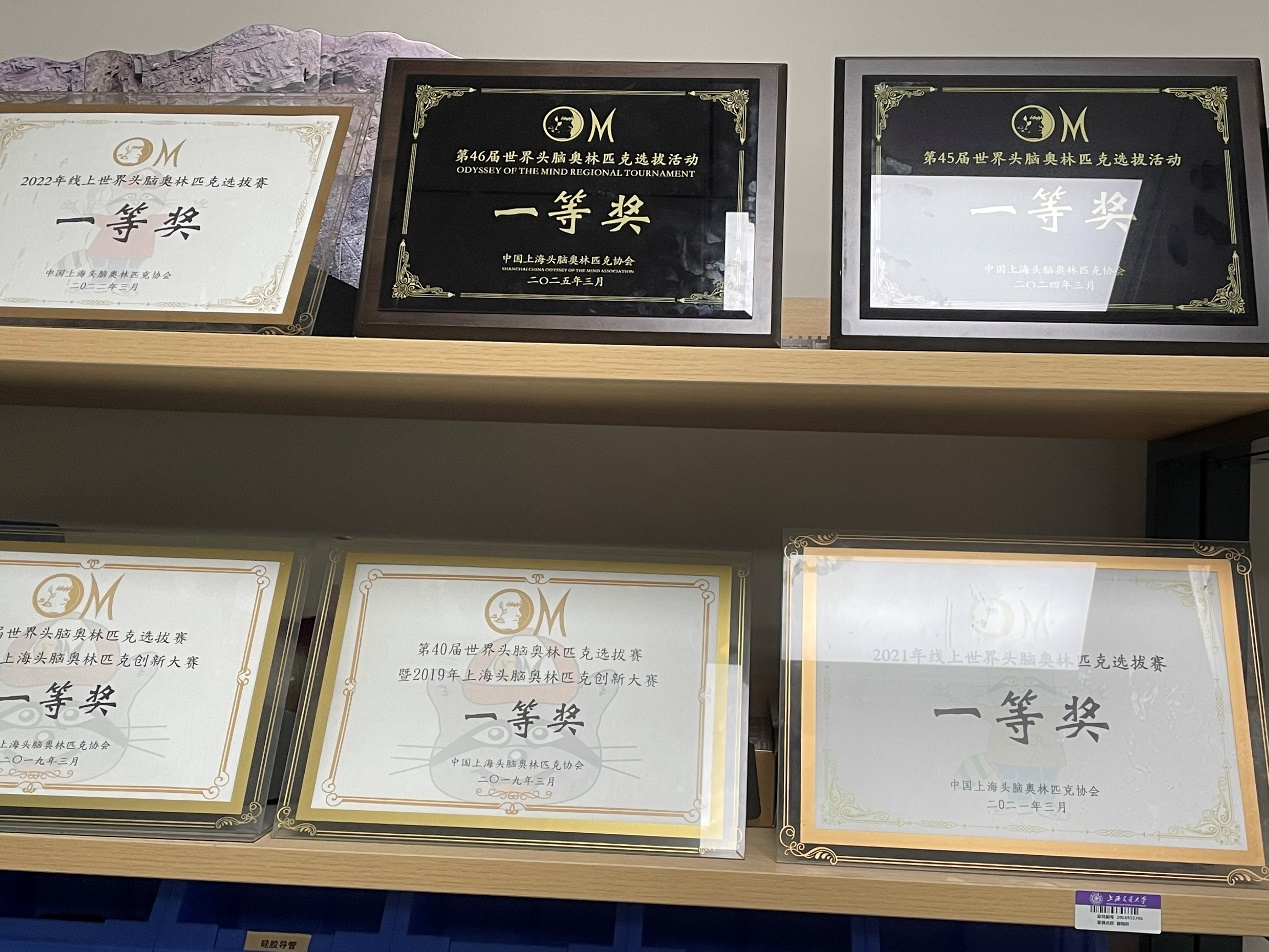 OM
2022年线上世界头脑奥林匹克选拔赛
一等奖
中国上海头脑奥林匹克协会
二〇二二年三月
OM
第46届世界头脑奥林匹克选拔活动
ODYSSEY OF THE MIND REGIONAL TOURNAMENT
一等奖
中国上海头脑奥林匹克协会
SHANGHAI CHINA ODYSSEY OF THE MIND ASSOCIATION
二〇二五年三月
OM
第45届世界头脑奥林匹克选拔活动
一等奖
中国上海头脑奥林匹克协会
二〇二四年三月
OM
届世界头脑奥林匹克选拔赛
上海头脑奥林匹克创新大赛
一等奖
上海头脑奥林匹克协会
二〇一九年三月
OM
第40届世界头脑奥林匹克选拔赛
暨2019年上海头脑奥林匹克创新大赛
一等奖
中国上海头脑奥林匹克协会
二〇一九年三月
OM
2021年线上世界头脑奥林匹克选拔赛
一等奖
中国上海头脑奥林匹克协会
二〇二一年三月
上海交通大学
硅胶导管